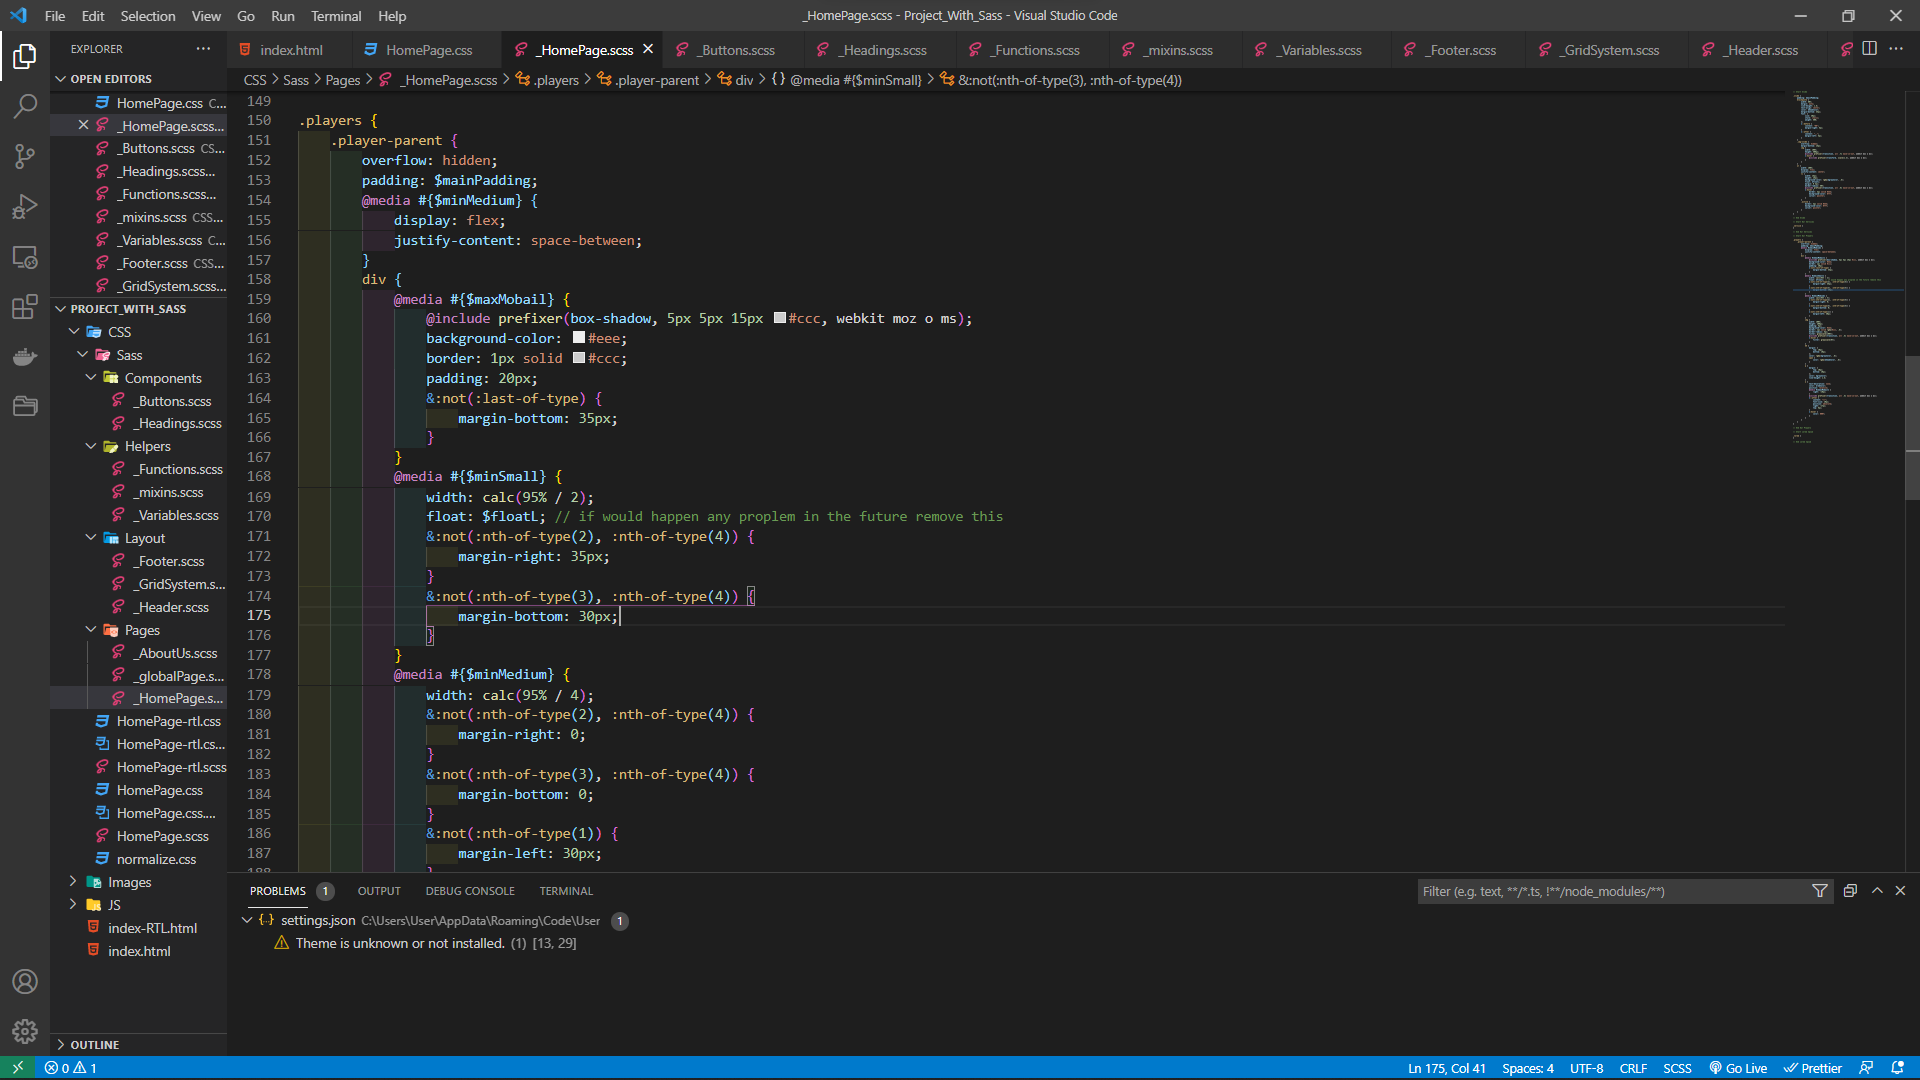 File Edit Selection View Go Run Terminal Help
_HomePage.scss - Project_With_Sass - Visual Studio Code
EXPLORER
index.html HomePage.css _HomePage.scss _Buttons.scss _Headings.scss _Functions.scss _mixins.scss _Variables.scss _Footer.scss _GridSystem.scss _Header.scss
CSS > Sass > Pages > _HomePage.scss > .players > .player-parent > div > {} @media #{$minSmall} > &:not(:nth-of-type(3), :nth-of-type(4))
OPEN EDITORS
HomePage.css C...
_HomePage.scss...
_Buttons.scss CS...
_Headings.scss...
_Functions.scss...
_mixins.scss CSS...
_Variables.scss C...
_Footer.scss CSS...
_GridSystem.scss...
PROJECT_WITH_SASS
CSS
Sass
Components
_Buttons.scss
_Headings.scss
Helpers
_Functions.scss
_mixins.scss
_Variables.scss
Layout
_Footer.scss
_GridSystem.s...
_Header.scss
Pages
_AboutUs.scss
_globalPage.s...
_HomePage.s...
HomePage-rtl.css
HomePage-rtl.cs...
HomePage-rtl.scss
HomePage.css
HomePage.css....
HomePage.scss
normalize.css
Images
JS
index-RTL.html
index.html
OUTLINE
149
150 .players {
151 .player-parent {
152 overflow: hidden;
153 padding: $mainPadding;
154 @media #{$minMedium} {
155 display: flex;
156 justify-content: space-between;
157 }
158 div {
159 @media #{$maxMobail} {
160 @include prefixer(box-shadow, 5px 5px 15px #ccc, webkit moz o ms);
161 background-color: #eee;
162 border: 1px solid #ccc;
163 padding: 20px;
164 &:not(:last-of-type) {
165 margin-bottom: 35px;
166 }
167 }
168 @media #{$minSmall} {
169 width: calc(95% / 2);
170 float: $floatL; // if would happen any proplem in the future remove this
171 &:not(:nth-of-type(2), :nth-of-type(4)) {
172 margin-right: 35px;
173 }
174 &:not(:nth-of-type(3), :nth-of-type(4)) {
175 margin-bottom: 30px;
176 }
177 }
178 @media #{$minMedium} {
179 width: calc(95% / 4);
180 &:not(:nth-of-type(2), :nth-of-type(4)) {
181 margin-right: 0;
182 }
183 &:not(:nth-of-type(3), :nth-of-type(4)) {
184 margin-bottom: 0;
185 }
186 &:not(:nth-of-type(1)) {
187 margin-left: 30px;
188 }
PROBLEMS 1 OUTPUT DEBUG CONSOLE TERMINAL
Filter (e.g. text, **/*.ts, !**/node_modules/**)
settings.json C:\Users\User\AppData\Roaming\Code\User 1
Theme is unknown or not installed. (1) [13, 29]
0 1
Ln 175, Col 41 Spaces: 4 UTF-8 CRLF SCSS Go Live Prettier